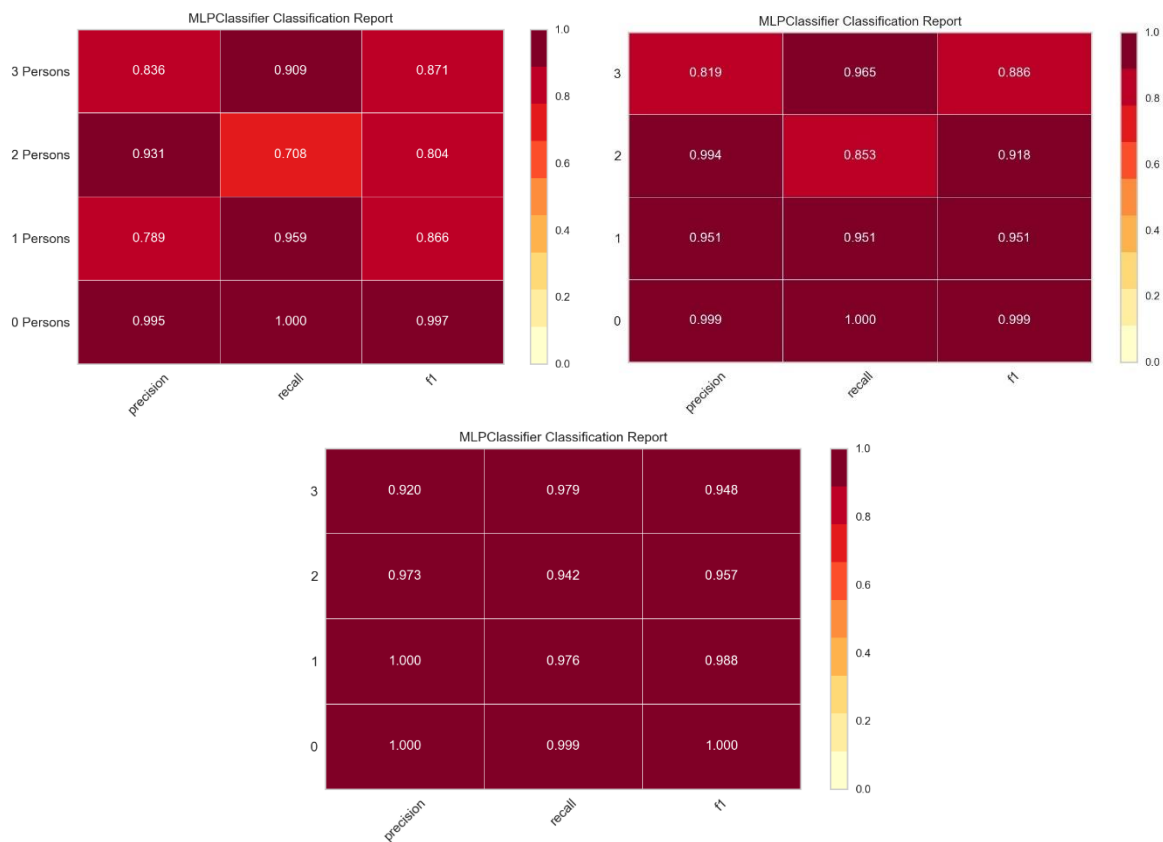 MLPClassifier Classification Report
1.0
3 Persons 0.836 0.909 0.871
0.8
2 Persons 0.931 0.708 0.804
0.6
0.4
1 Persons 0.789 0.959 0.866
0.2
0 Persons 0.995 1.000 0.997
0.0
precision recall f1
MLPClassifier Classification Report
1.0
3 0.819 0.965 0.886
0.8
2 0.994 0.853 0.918
0.6
0.4
1 0.951 0.951 0.951
0.2
0 0.999 1.000 0.999
0.0
precision recall f1
MLPClassifier Classification Report
1.0
3 0.920 0.979 0.948
0.8
2 0.973 0.942 0.957
0.6
0.4
1 1.000 0.976 0.988
0.2
0 1.000 0.999 1.000
0.0
precision recall f1